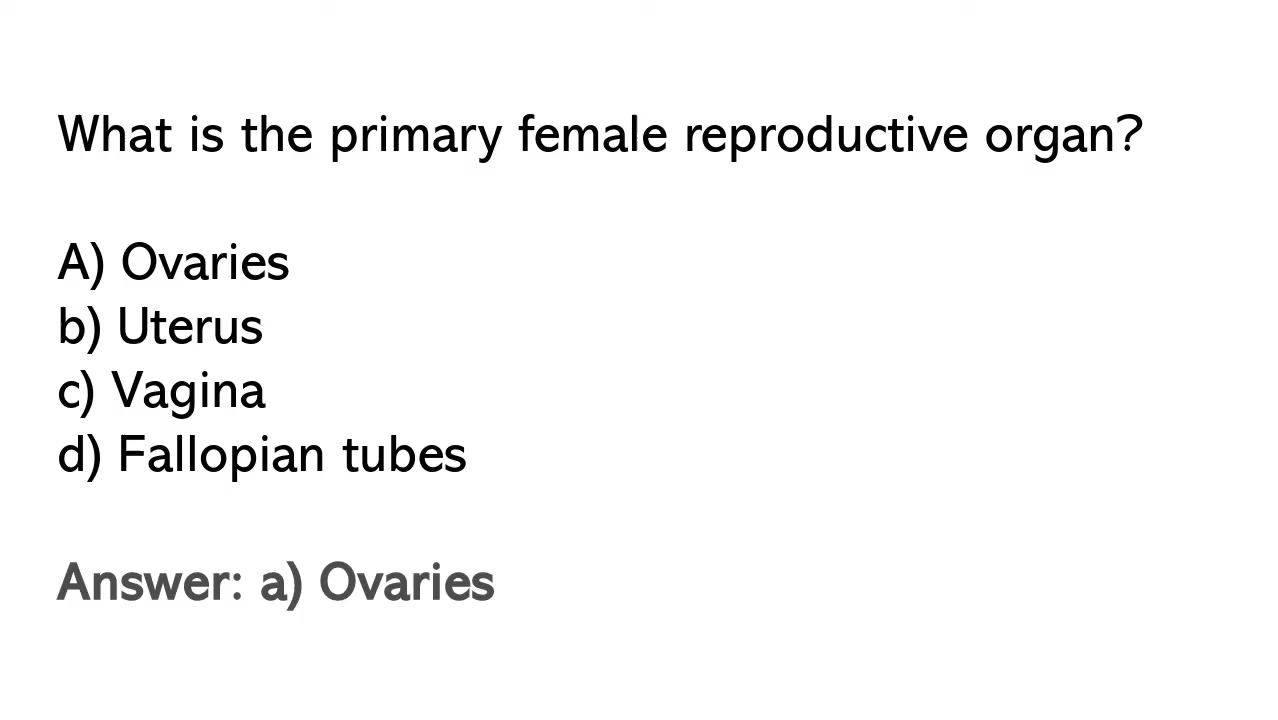 What is the primary female reproductive organ?
A) Ovaries
b) Uterus
c) Vagina
d) Fallopian tubes
Answer: a) Ovaries